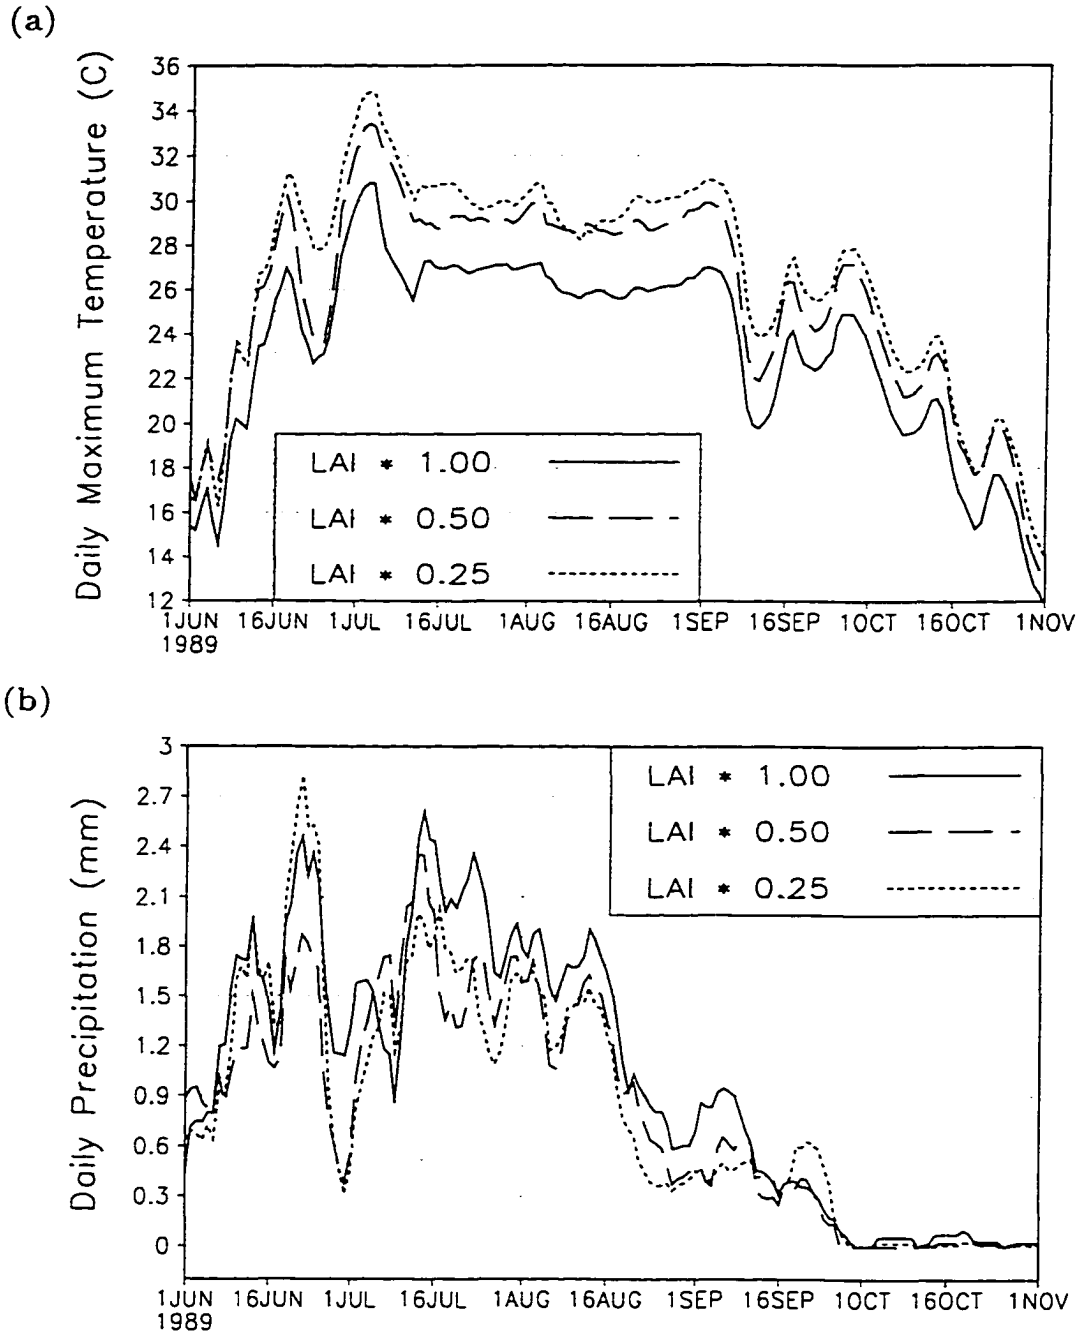 (a)
Daily Maximum Temperature (C)
36
34
32
30
28
26
24
22
20
18
16
14
12
LAI * 1.00
LAI * 0.50
LAI * 0.25
1JUN 16JUN 1JUL 16JUL 1AUG 16AUG 1SEP 16SEP 1OCT 16OCT 1NOV
1989
(b)
Daily Precipitation (mm)
3
2.7
2.4
2.1
1.8
1.5
1.2
0.9
0.6
0.3
0
LAI * 1.00
LAI * 0.50
LAI * 0.25
1JUN 16JUN 1JUL 16JUL 1AUG 16AUG 1SEP 16SEP 1OCT 16OCT 1NOV
1989